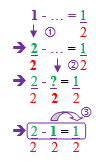 1 - ... = 1
2
①
➔ 2 - ... = 1
2 2
②
➔ 2 - ? = 1
2 2 2
③
➔ 2 - 1 = 1
2 2 2